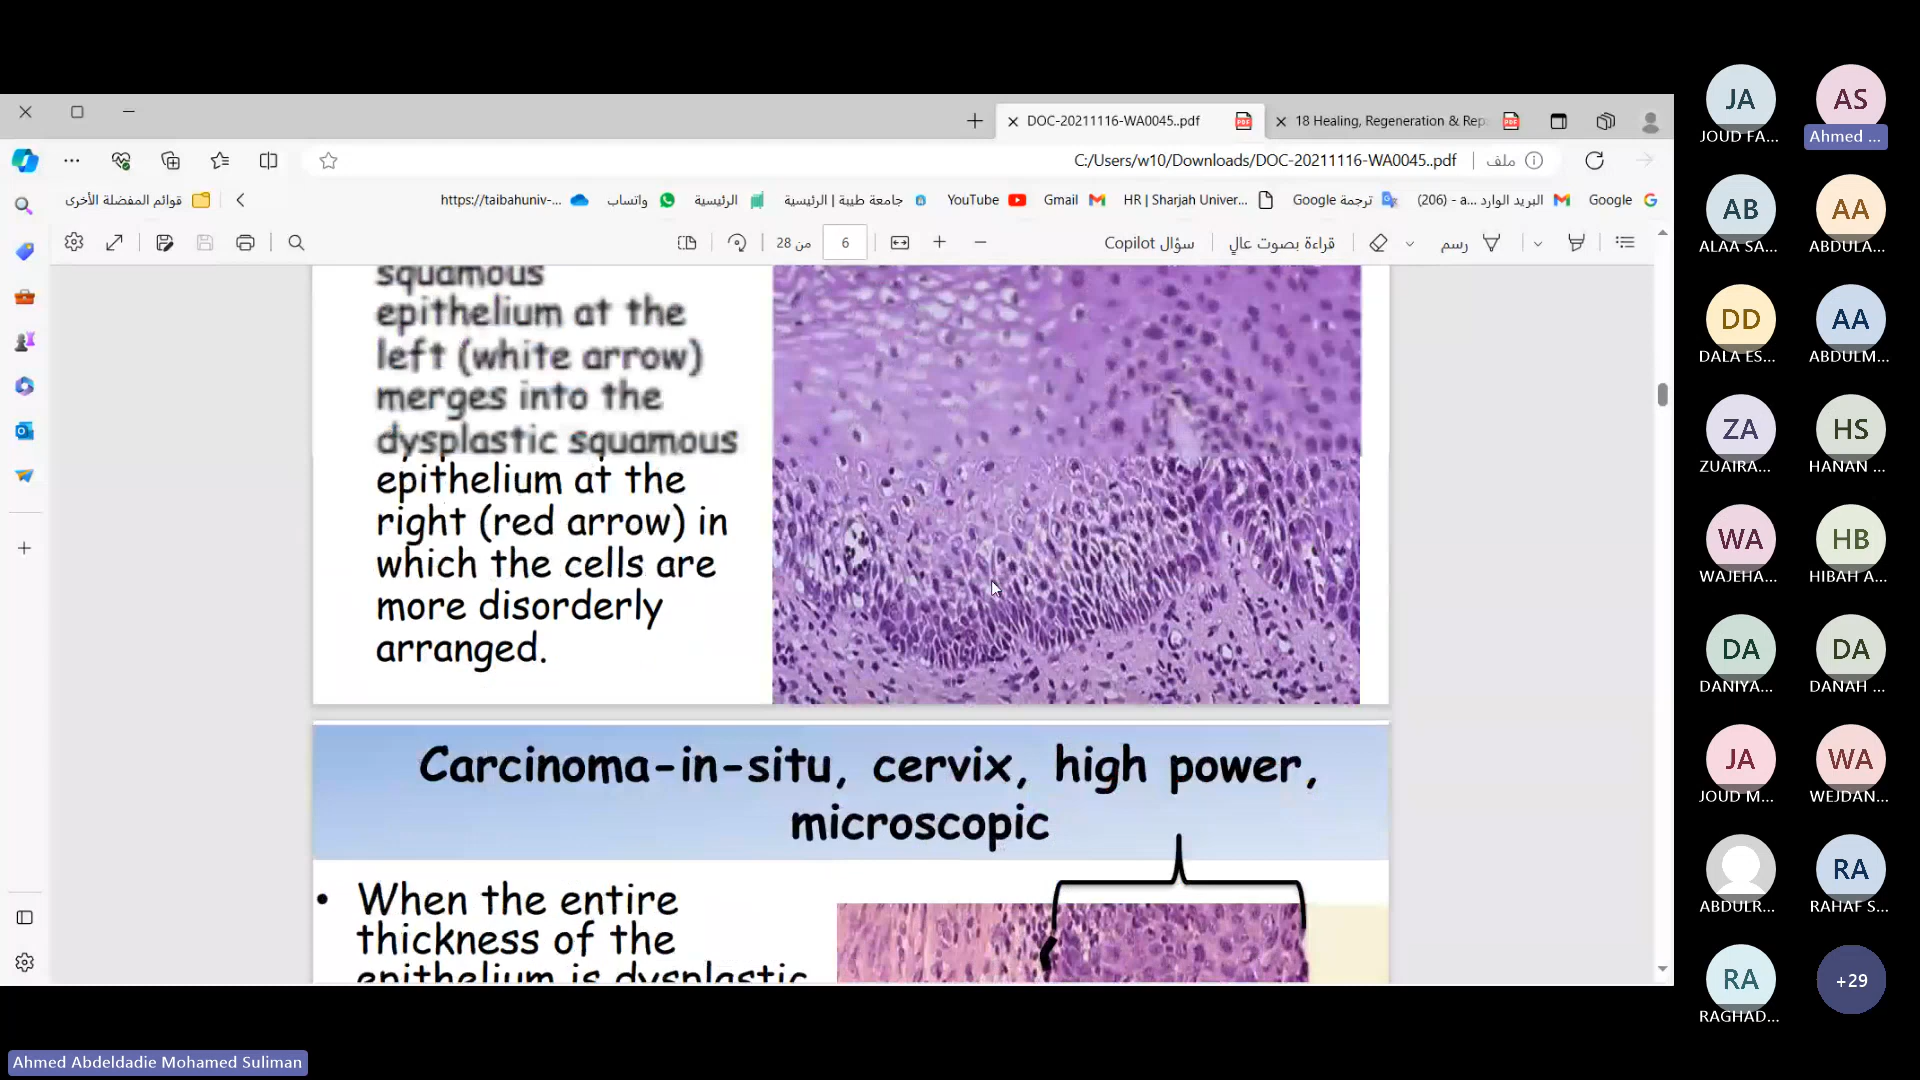 DOC-20211116-WA0045..pdf
18 Healing, Regeneration & Rep
C:/Users/w10/Downloads/DOC-20211116-WA0045..pdf
ملف
Google
البريد الوارد (206) - a...
ترجمة Google
HR | Sharjah Univer...
Gmail
YouTube
جامعة طيبة | الرئيسية
الرئيسية
واتساب
https://taibahuniv-...
قوائم المفضلة الأخرى
رسم
قراءة بصوت عالٍ
سؤال Copilot
6
من 28
squamous
epithelium at the
left (white arrow)
merges into the
dysplastic squamous
epithelium at the
right (red arrow) in
which the cells are
more disorderly
arranged.
Carcinoma-in-situ, cervix, high power,
microscopic
• When the entire
thickness of the
epithelium is dysplastic
JA
JOUD FA...
AS
Ahmed ...
AB
ALAA SA...
AA
ABDULA...
DD
DALA ES...
AA
ABDULM...
ZA
ZUAIRA...
HS
HANAN ...
WA
WAJEHA...
HB
HIBAH A...
DA
DANIYA...
DA
DANAH ...
JA
JOUD M...
WA
WEJDAN...
ABDULR...
RA
RAHAF S...
RA
RAGHAD...
+29
Ahmed Abdeldadie Mohamed Suliman